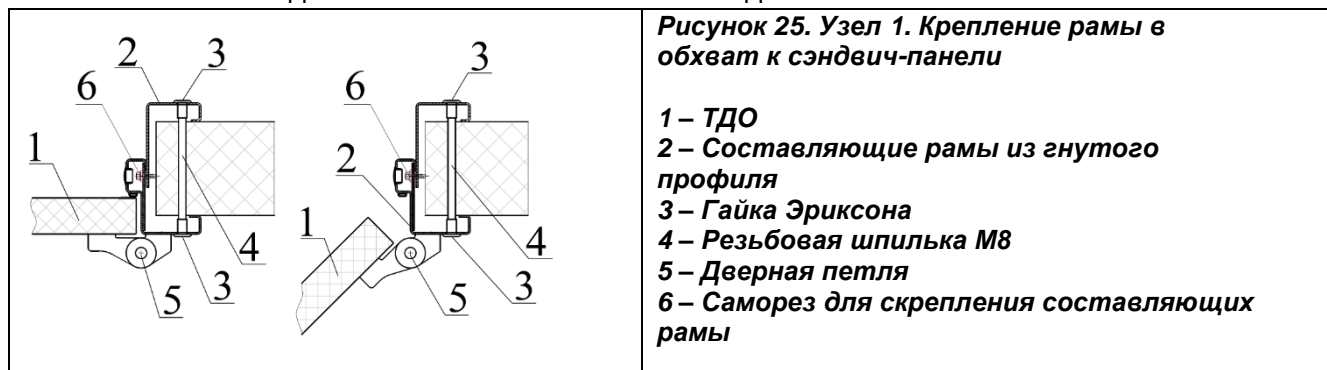 2
3
6
1
4
5
3
3
6
2
1
4
5
3
Рисунок 25. Узел 1. Крепление рамы в
обхват к сэндвич-панели
1 – ТДО
2 – Составляющие рамы из гнутого
профиля
3 – Гайка Эриксона
4 – Резьбовая шпилька М8
5 – Дверная петля
6 – Саморез для скрепления составляющих
рамы